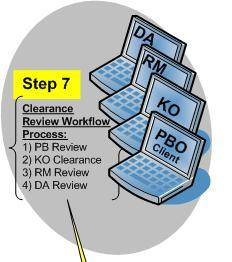 DA
RM
KO
PBO
Client
Step 7
Clearance
Review Workflow
Process:
1) PB Review
2) KO Clearance
3) RM Review
4) DA Review